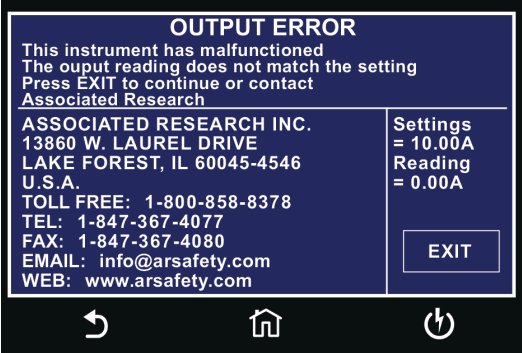 OUTPUT ERROR
This instrument has malfunctioned
The ouput reading does not match the setting
Press EXIT to continue or contact
Associated Research
ASSOCIATED RESEARCH INC.
13860 W. LAUREL DRIVE
LAKE FOREST, IL 60045-4546
U.S.A.
TOLL FREE: 1-800-858-8378
TEL: 1-847-367-4077
FAX: 1-847-367-4080
EMAIL: info@arsafety.com
WEB: www.arsafety.com
Settings
= 10.00A
Reading
= 0.00A
EXIT